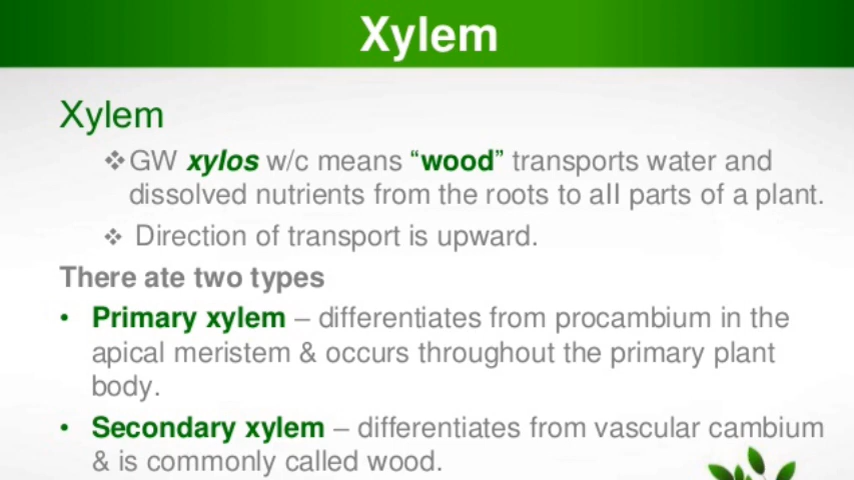 Xylem
Xylem
❖GW xylos w/c means “wood” transports water and
dissolved nutrients from the roots to all parts of a plant.
❖ Direction of transport is upward.
There ate two types
• Primary xylem – differentiates from procambium in the
apical meristem & occurs throughout the primary plant
body.
• Secondary xylem – differentiates from vascular cambium
& is commonly called wood.